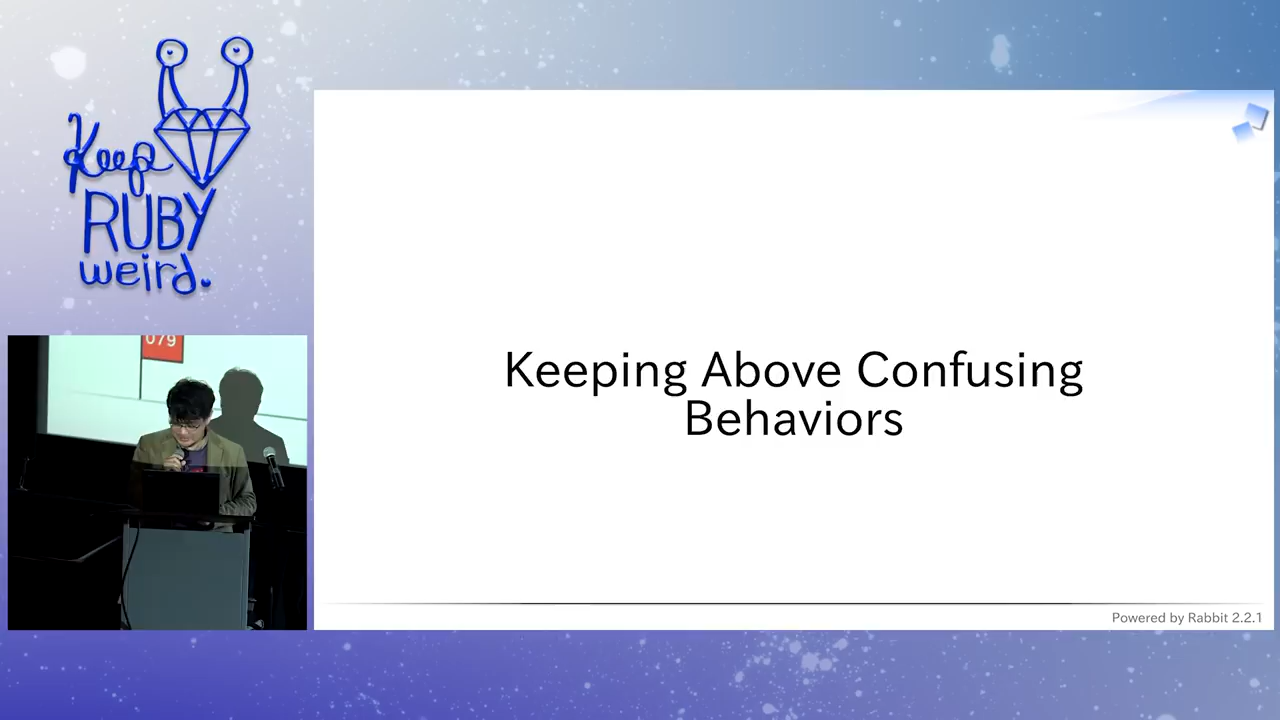 Keep
RUBY
weird.
079
Keeping Above Confusing
Behaviors
Powered by Rabbit 2.2.1